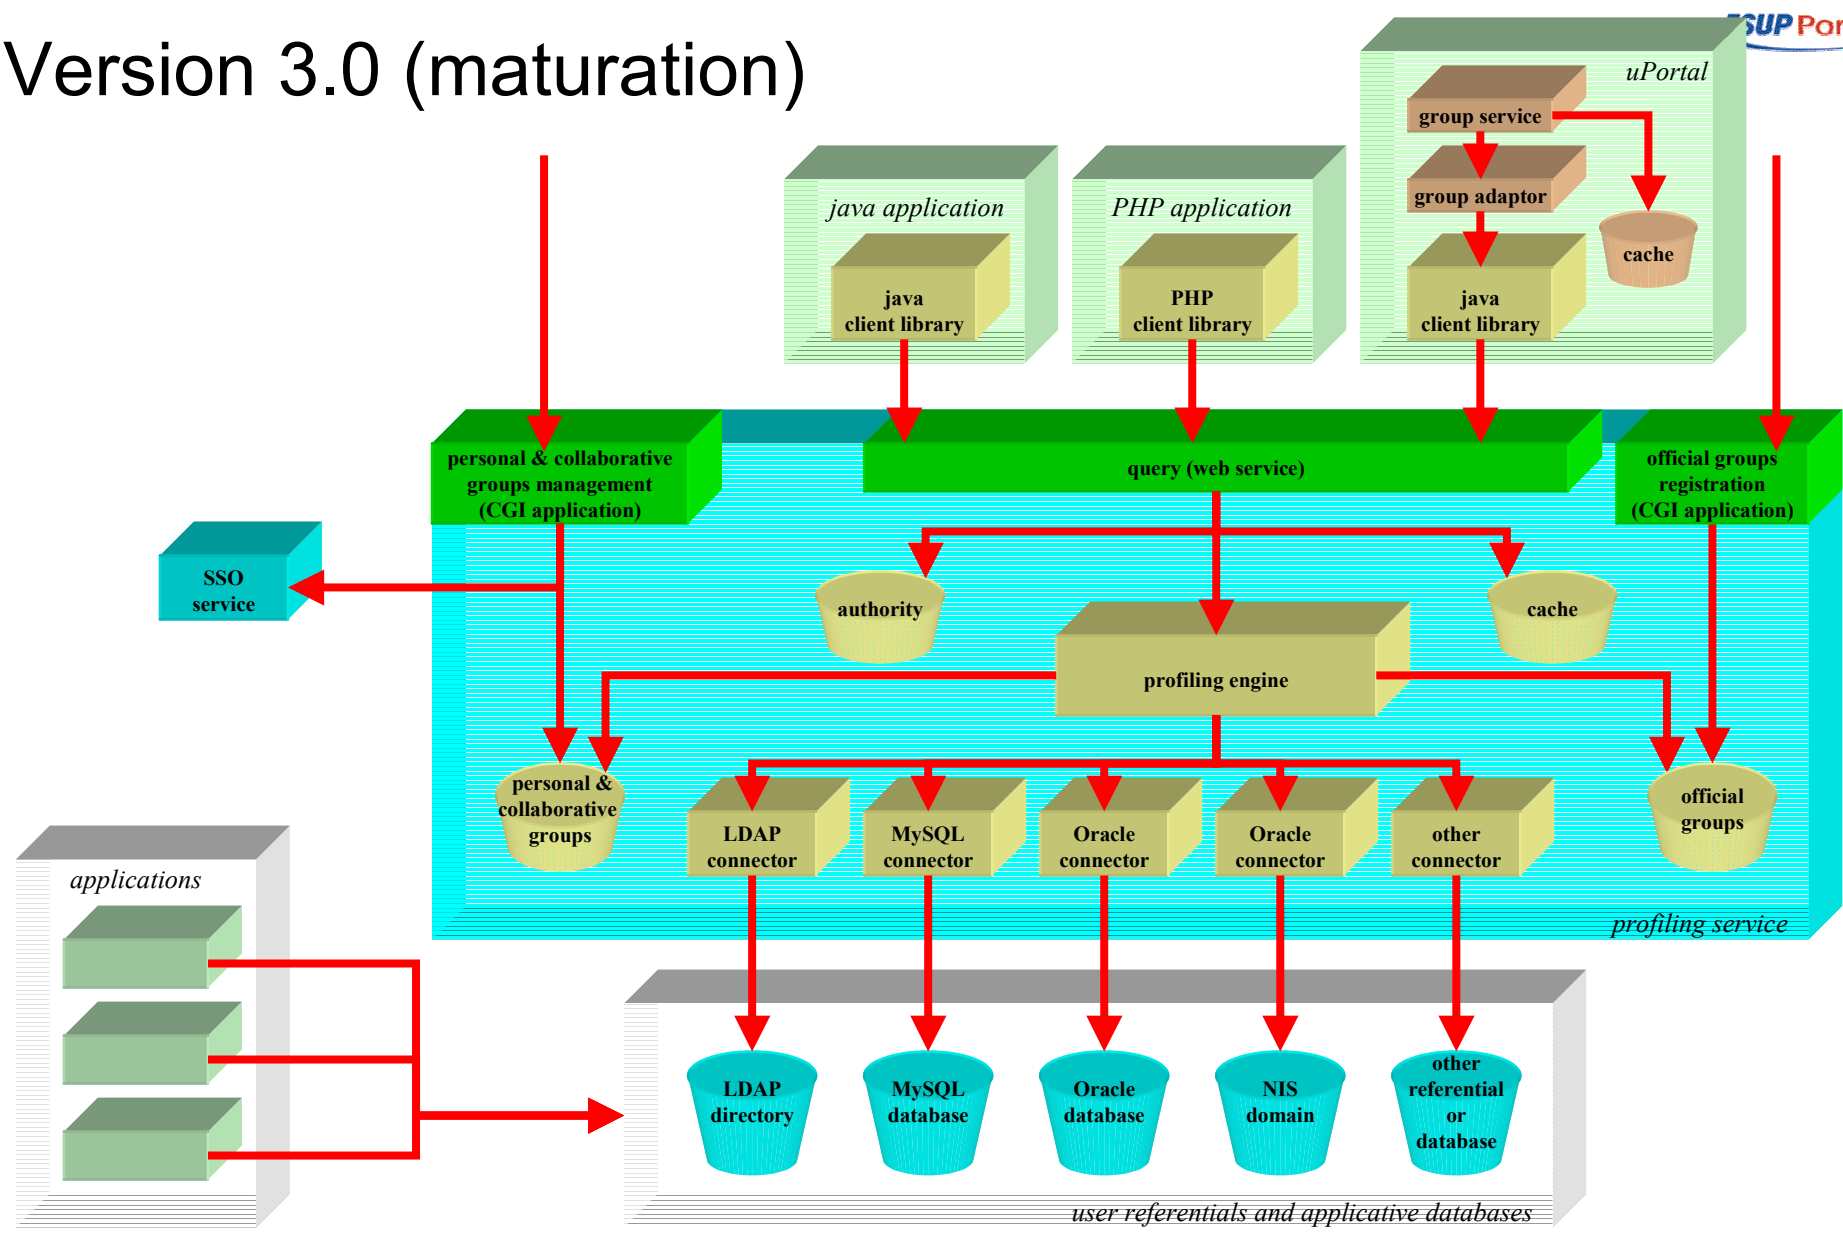 Version 3.0 (maturation)
uPortal
group service
group adaptor
cache
java
client library
java application
java
client library
PHP application
PHP
client library
personal & collaborative
groups management
(CGI application)
query (web service)
official groups
registration
(CGI application)
SSO
service
authority
cache
profiling engine
personal &
collaborative
groups
LDAP
connector
MySQL
connector
Oracle
connector
Oracle
connector
other
connector
official
groups
profiling service
applications
LDAP
directory
MySQL
database
Oracle
database
NIS
domain
other
referential
or
database
user referentials and applicative databases